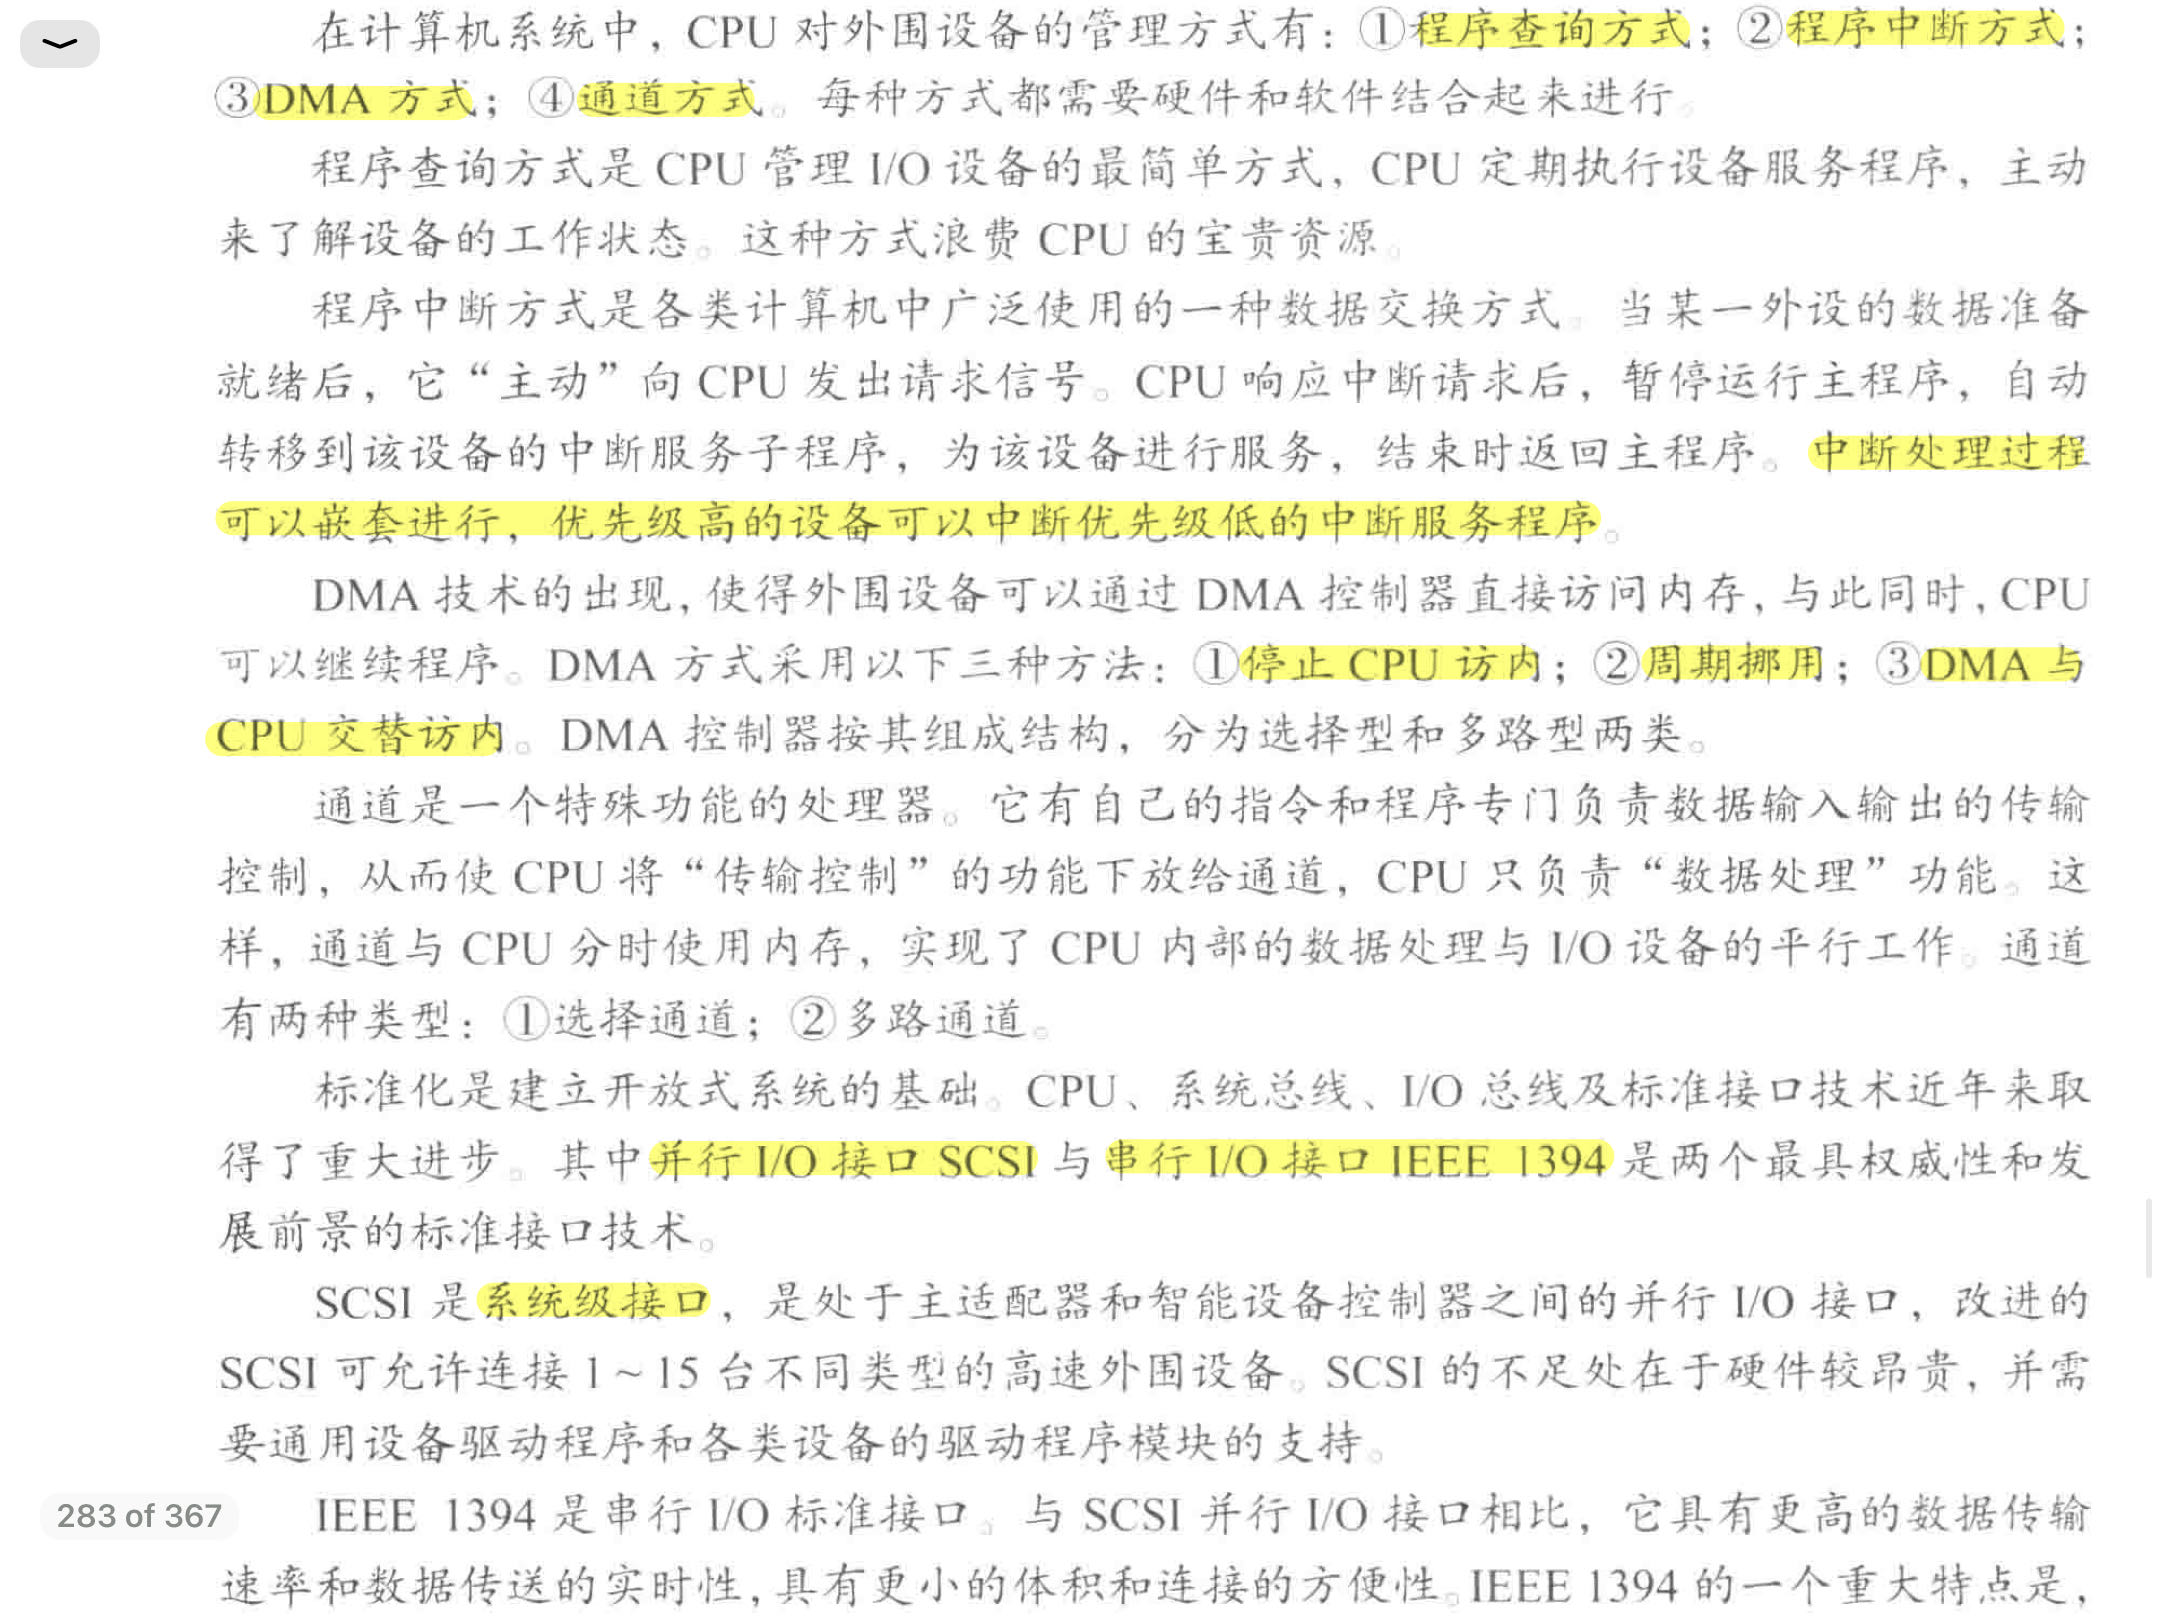 在计算机系统中，CPU 对外围设备的管理方式有：①程序查询方式；②程序中断方式；
③DMA 方式；④通道方式。每种方式都需要硬件和软件结合起来进行。
程序查询方式是 CPU 管理 I/O 设备的最简单方式，CPU 定期执行设备服务程序，主动
来了解设备的工作状态。这种方式浪费 CPU 的宝贵资源。
程序中断方式是各类计算机中广泛使用的一种数据交换方式。当某一外设的数据准备
就绪后，它“主动”向 CPU 发出请求信号。CPU 响应中断请求后，暂停运行主程序，自动
转移到该设备的中断服务子程序，为该设备进行服务，结束时返回主程序。中断处理过程
可以嵌套进行，优先级高的设备可以中断优先级低的中断服务程序。
DMA 技术的出现，使得外围设备可以通过 DMA 控制器直接访问内存，与此同时，CPU
可以继续程序。DMA 方式采用以下三种方法：①停止 CPU 访内；②周期挪用；③DMA 与
CPU 交替访内。DMA 控制器按其组成结构，分为选择型和多路型两类。
通道是一个特殊功能的处理器。它有自己的指令和程序专门负责数据输入输出的传输
控制，从而使 CPU 将“传输控制”的功能下放给通道，CPU 只负责“数据处理”功能。这
样，通道与 CPU 分时使用内存，实现了 CPU 内部的数据处理与 I/O 设备的平行工作。通道
有两种类型：①选择通道；②多路通道。
标准化是建立开放式系统的基础。CPU、系统总线、I/O 总线及标准接口技术近年来取
得了重大进步。其中并行 I/O 接口 SCSI 与串行 I/O 接口 IEEE 1394 是两个最具权威性和发
展前景的标准接口技术。
SCSI 是系统级接口，是处于主适配器和智能设备控制器之间的并行 I/O 接口，改进的
SCSI 可允许连接 1～15 台不同类型的高速外围设备。SCSI 的不足处在于硬件较昂贵，并需
要通用设备驱动程序和各类设备的驱动程序模块的支持。
283 of 367
IEEE 1394 是串行 I/O 标准接口。与 SCSI 并行 I/O 接口相比，它具有更高的数据传输
速率和数据传送的实时性，具有更小的体积和连接的方便性。IEEE 1394 的一个重大特点是，